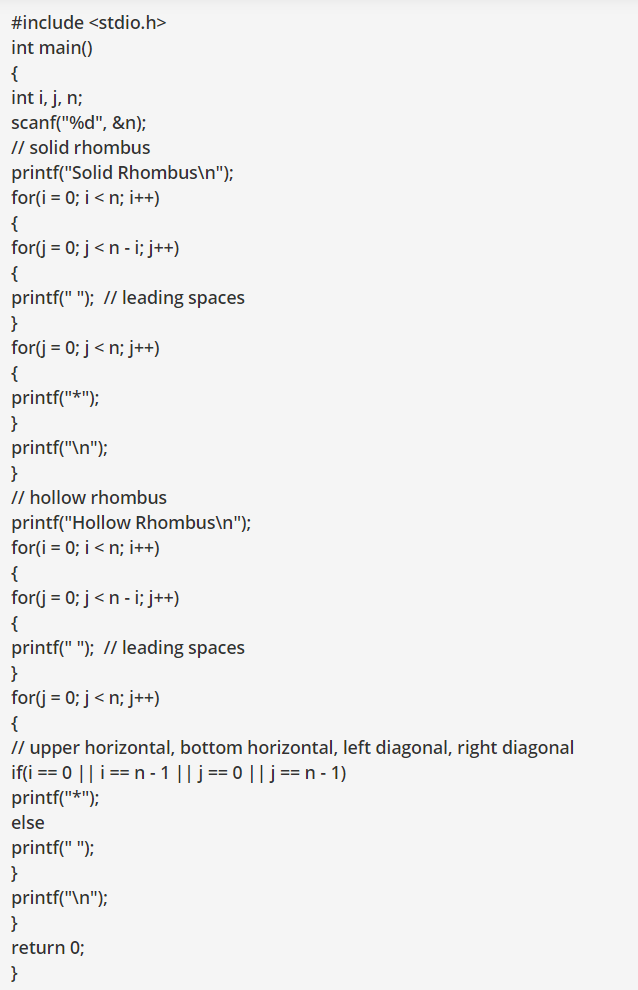 #include <stdio.h>
int main()
{
int i, j, n;
scanf("%d", &n);
// solid rhombus
printf("Solid Rhombus\n");
for(i = 0; i < n; i++)
{
for(j = 0; j < n - i; j++)
{
printf(" ");  // leading spaces
}
for(j = 0; j < n; j++)
{
printf("*");
}
printf("\n");
}
// hollow rhombus
printf("Hollow Rhombus\n");
for(i = 0; i < n; i++)
{
for(j = 0; j < n - i; j++)
{
printf(" ");  // leading spaces
}
for(j = 0; j < n; j++)
{
// upper horizontal, bottom horizontal, left diagonal, right diagonal
if(i == 0 || i == n - 1 || j == 0 || j == n - 1)
printf("*");
else
printf(" ");
}
printf("\n");
}
return 0;
}